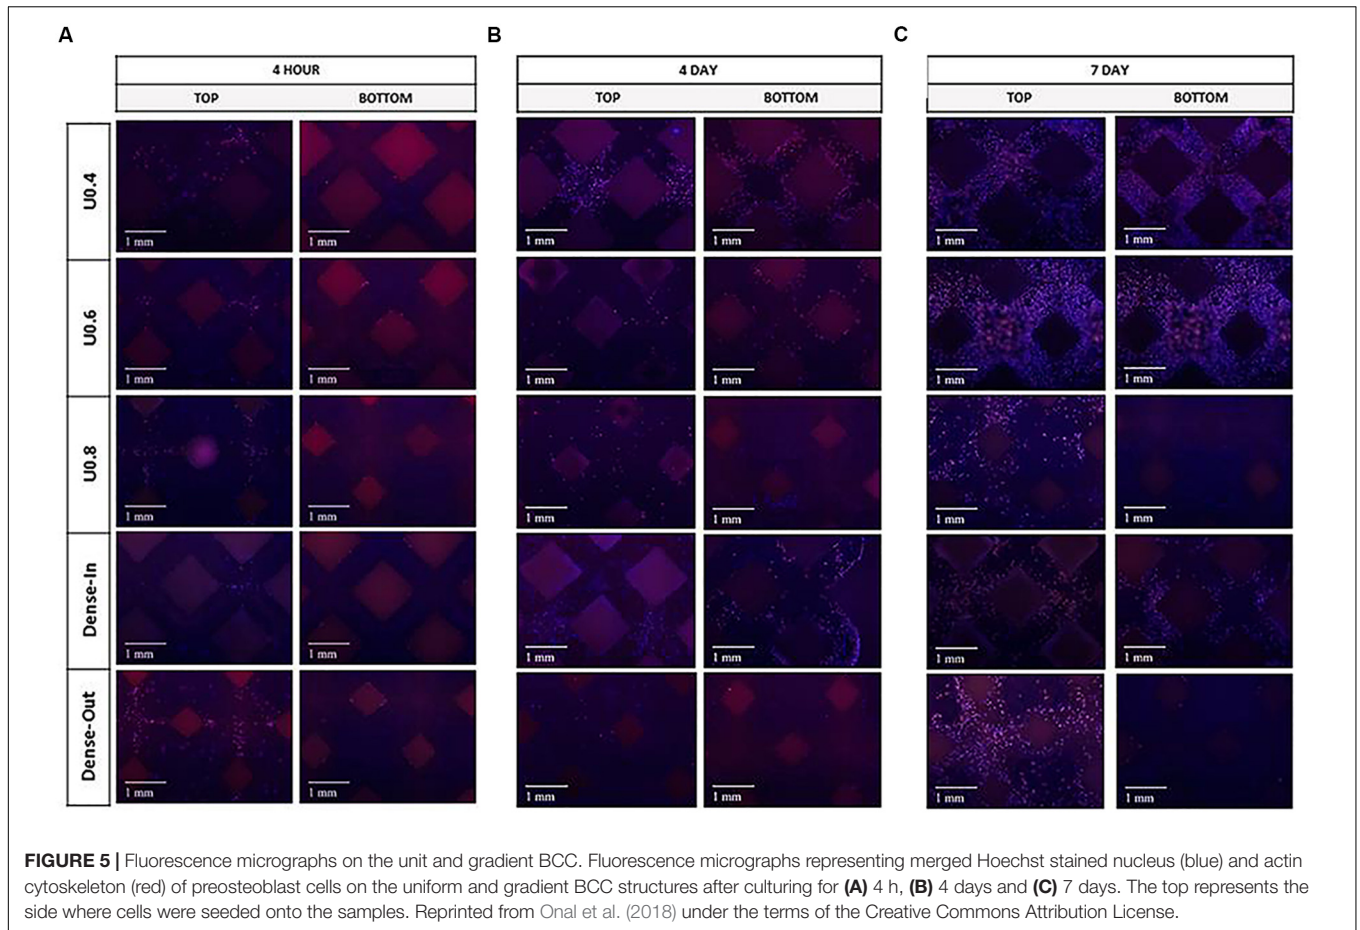 A
B
C
4 HOUR
TOP
BOTTOM
4 DAY
TOP
BOTTOM
7 DAY
TOP
BOTTOM
U0.4
1 mm
1 mm
1 mm
1 mm
1 mm
1 mm
U0.6
1 mm
1 mm
1 mm
1 mm
1 mm
1 mm
U0.8
1 mm
1 mm
1 mm
1 mm
1 mm
1 mm
Dense-In
1 mm
1 mm
1 mm
1 mm
1 mm
1 mm
Dense-Out
1 mm
1 mm
1 mm
1 mm
1 mm
1 mm
FIGURE 5 | Fluorescence micrographs on the unit and gradient BCC. Fluorescence micrographs representing merged Hoechst stained nucleus (blue) and actin
cytoskeleton (red) of preosteoblast cells on the uniform and gradient BCC structures after culturing for (A) 4 h, (B) 4 days and (C) 7 days. The top represents the
side where cells were seeded onto the samples. Reprinted from Onal et al. (2018) under the terms of the Creative Commons Attribution License.